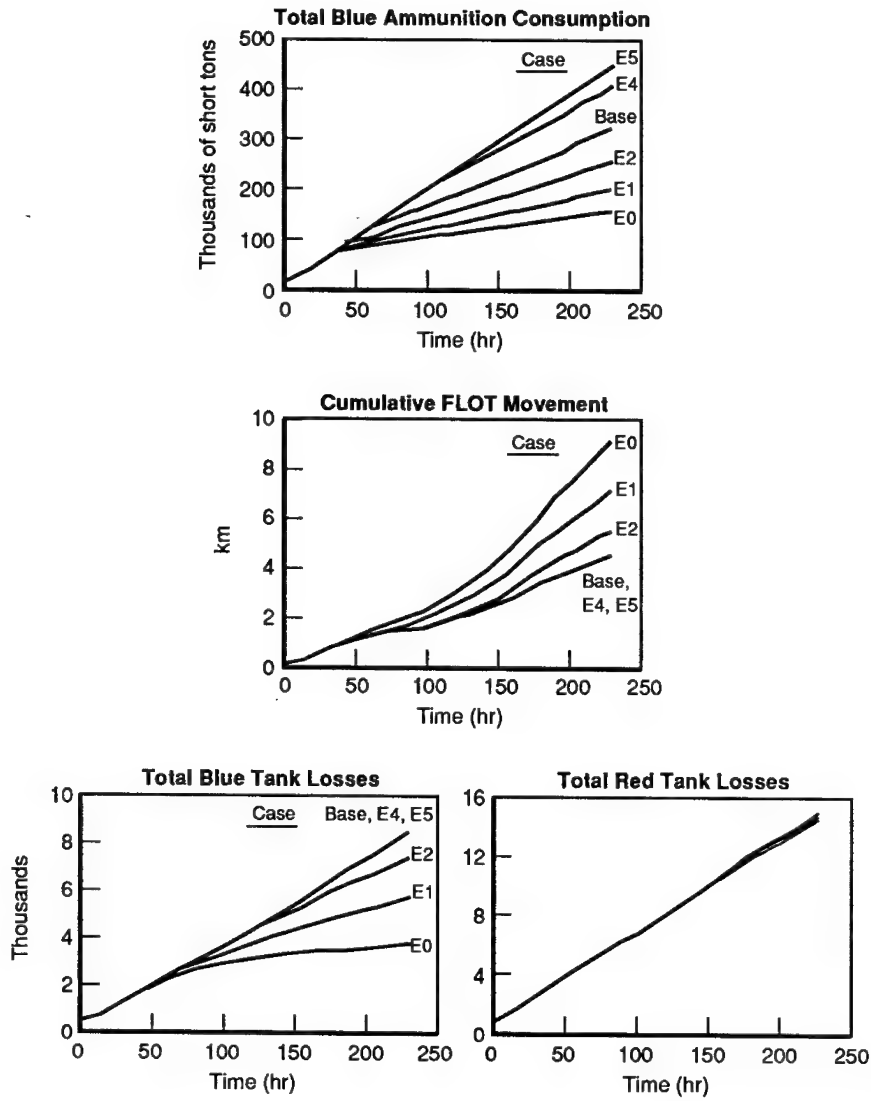 Total Blue Ammunition Consumption
Thousands of short tons
500
400
300
200
100
0
Case
E5
E4
Base
E2
E1
E0
0 50 100 150 200 250
Time (hr)
Cumulative FLOT Movement
km
10
8
6
4
2
0
Case
E0
E1
E2
Base,
E4, E5
0 50 100 150 200 250
Time (hr)
Total Blue Tank Losses
Thousands
10
8
6
4
2
0
Case Base, E4, E5
E2
E1
E0
0 50 100 150 200 250
Time (hr)
Total Red Tank Losses
16
12
8
4
0
0 50 100 150 200 250
Time (hr)